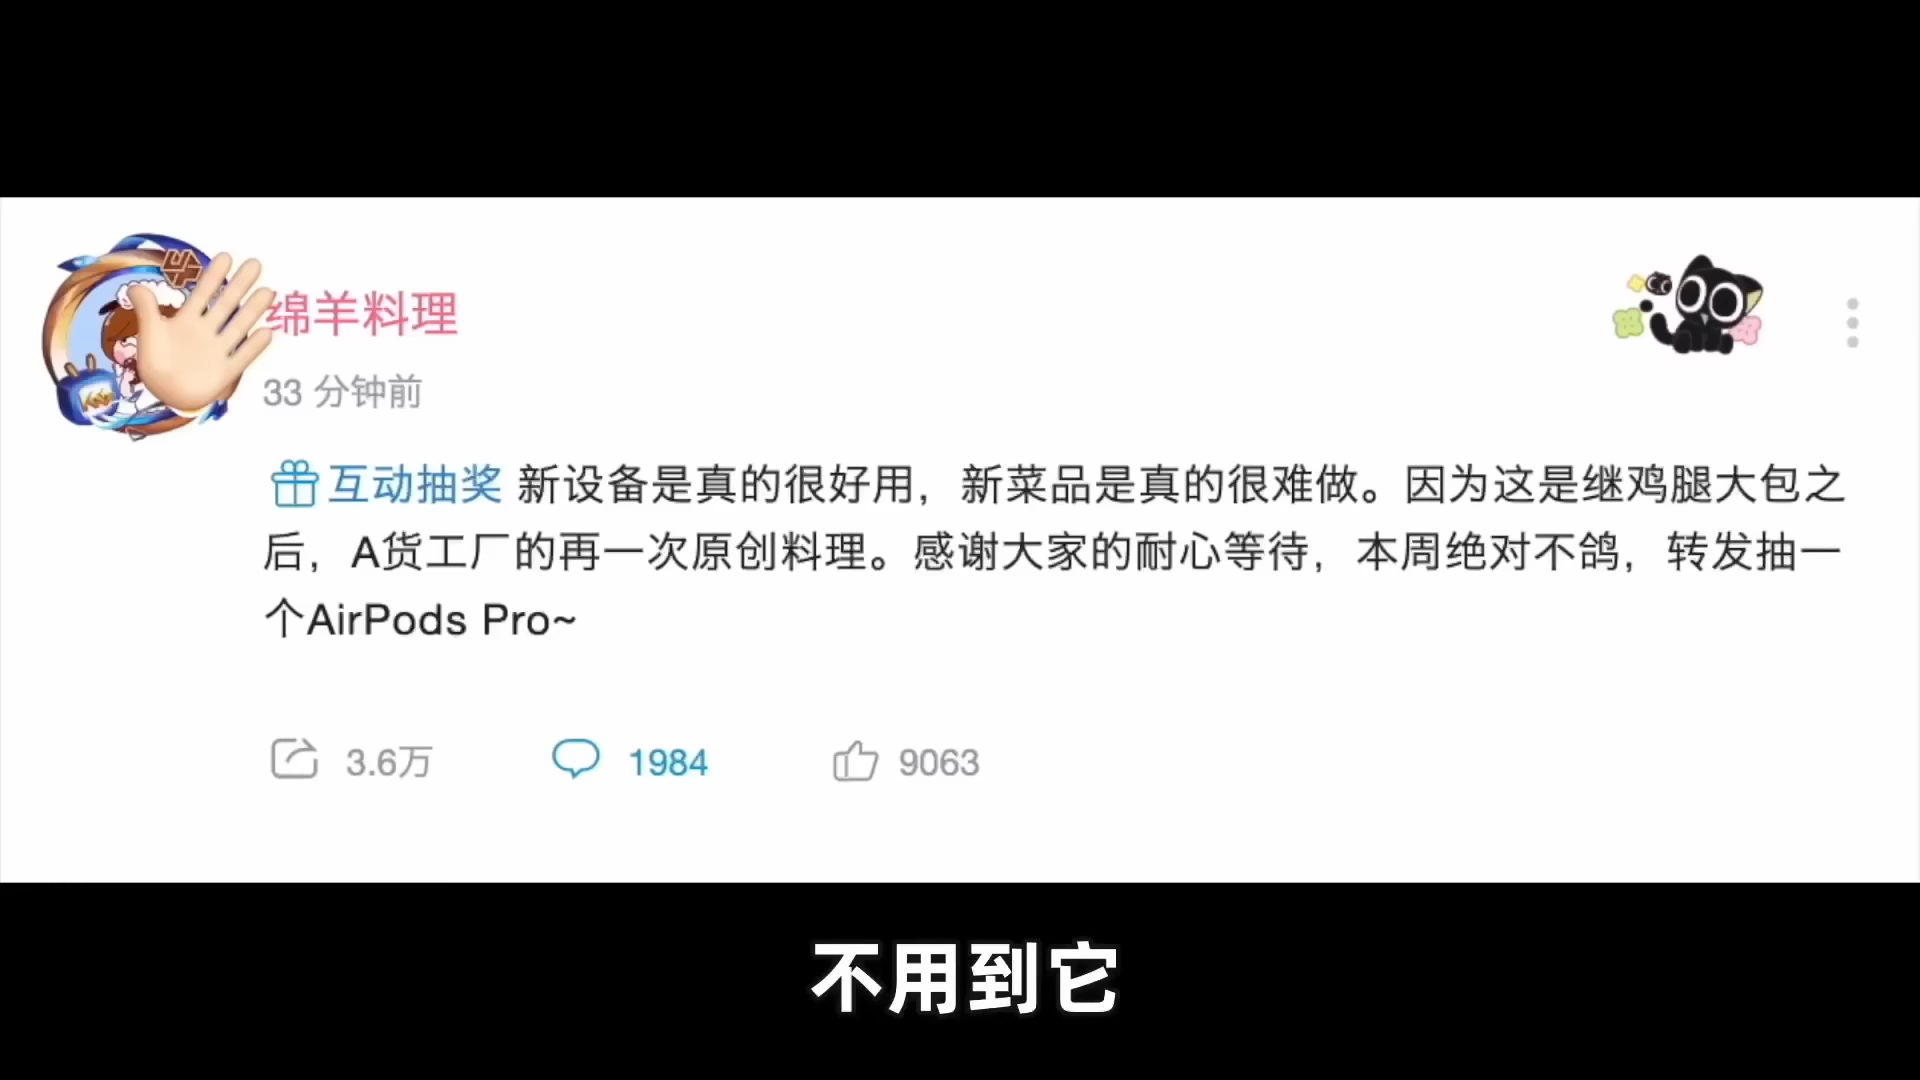 绵羊料理
33 分钟前
互动抽奖 新设备是真的很好用，新菜品是真的很难做。因为这是继鸡腿大包之
后，A货工厂的再一次原创料理。感谢大家的耐心等待，本周绝对不鸽，转发抽一
个AirPods Pro~
3.6万 1984 9063
不用到它